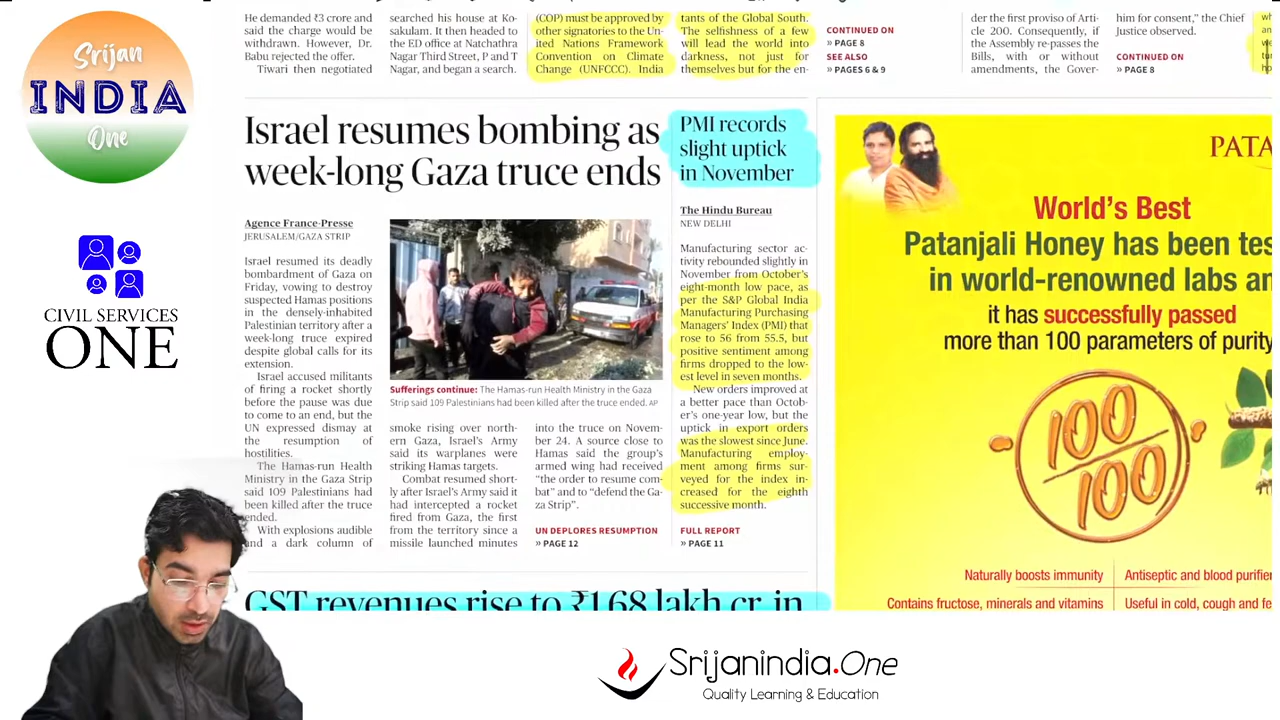 Srijan
INDIA
One
CIVIL SERVICES
ONE
He demanded ₹3 crore and
said the charge would be
withdrawn. However, Dr.
Babu rejected the offer.
Tiwari then negotiated
searched his house at Ko-
sakulam. It then headed to
the ED office at Natchathra
Nagar Third Street, P and T
Nagar, and began a search.
(COP) must be approved by
other signatories to the Un-
ited Nations Framework
Convention on Climate
Change (UNFCCC). India
tants of the Global South.
The selfishness of a few
will lead the world into
darkness, not just for
themselves but for the en-
CONTINUED ON
» PAGE 8
SEE ALSO
» PAGES 6 & 9
der the first proviso of Arti-
cle 200. Consequently, if
the Assembly re-passes the
Bills, with or without
amendments, the Gover-
him for consent,” the Chief
Justice observed.
CONTINUED ON
» PAGE 8
Israel resumes bombing as
week-long Gaza truce ends
Agence France-Presse
JERUSALEM/GAZA STRIP
Israel resumed its deadly
bombardment of Gaza on
Friday, vowing to destroy
suspected Hamas positions
in the densely-inhabited
Palestinian territory after a
week-long truce expired
despite global calls for its
extension.
Israel accused militants
of firing a rocket shortly
before the pause was due
to come to an end, but the
UN expressed dismay at
the resumption of
hostilities.
The Hamas-run Health
Ministry in the Gaza Strip
said 109 Palestinians had
been killed after the truce
ended.
With explosions audible
and a dark column of
Sufferings continue: The Hamas-run Health Ministry in the Gaza
Strip said 109 Palestinians had been killed after the truce ended. AP
smoke rising over north-
ern Gaza, Israel’s Army
said its warplanes were
striking Hamas targets.
Combat resumed short-
ly after Israel’s Army said it
had intercepted a rocket
fired from Gaza, the first
from the territory since a
missile launched minutes
into the truce on Novem-
ber 24. A source close to
Hamas said the group’s
armed wing had received
“the order to resume com-
bat” and to “defend the Ga-
za Strip”.
UN DEPLORES RESUMPTION
» PAGE 12
PMI records
slight uptick
in November
The Hindu Bureau
NEW DELHI
Manufacturing sector ac-
tivity rebounded slightly in
November from October’s
eight-month low pace, as
per the S&P Global India
Manufacturing Purchasing
Managers’ Index (PMI) that
rose to 56 from 55.5, but
positive sentiment among
firms dropped to the low-
est level in seven months.
New orders improved at
a better pace than Octob-
er’s one-year low, but the
uptick in export orders
was the slowest since June.
Manufacturing employ-
ment among firms sur-
veyed for the index in-
creased for the eighth
successive month.
FULL REPORT
» PAGE 11
GST revenues rise to ₹1.68 lakh cr. in
PATA
World’s Best
Patanjali Honey has been tes
in world-renowned labs an
it has successfully passed
more than 100 parameters of purity
100
100
Naturally boosts immunity
Antiseptic and blood purifier
Contains fructose, minerals and vitamins
Useful in cold, cough and fe
Srijanindia.One
Quality Learning & Education